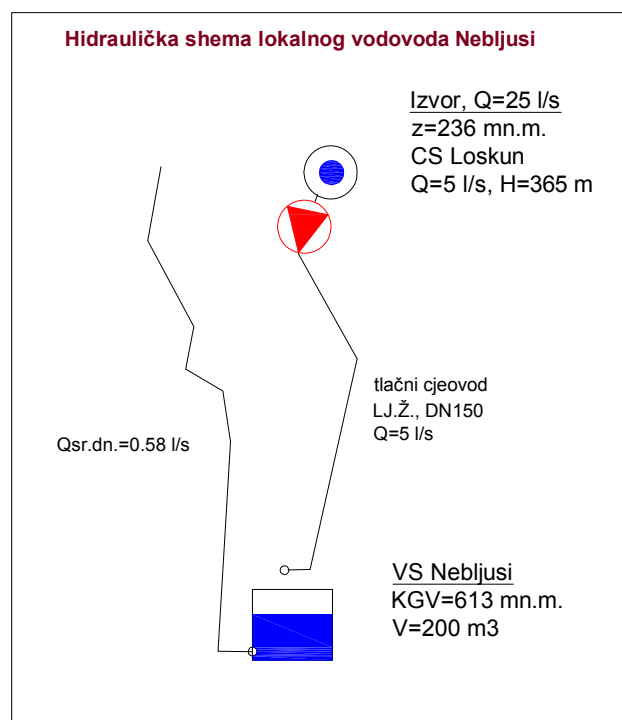 Hidraulička shema lokalnog vodovoda Nebljusi
Izvor, Q=25 l/s
z=236 mn.m.
CS Loskun
Q=5 l/s, H=365 m
tlačni cjeovod
LJ.Ž., DN150
Q=5 l/s
Qsr.dn.=0.58 l/s
VS Nebljusi
KGV=613 mn.m.
V=200 m3